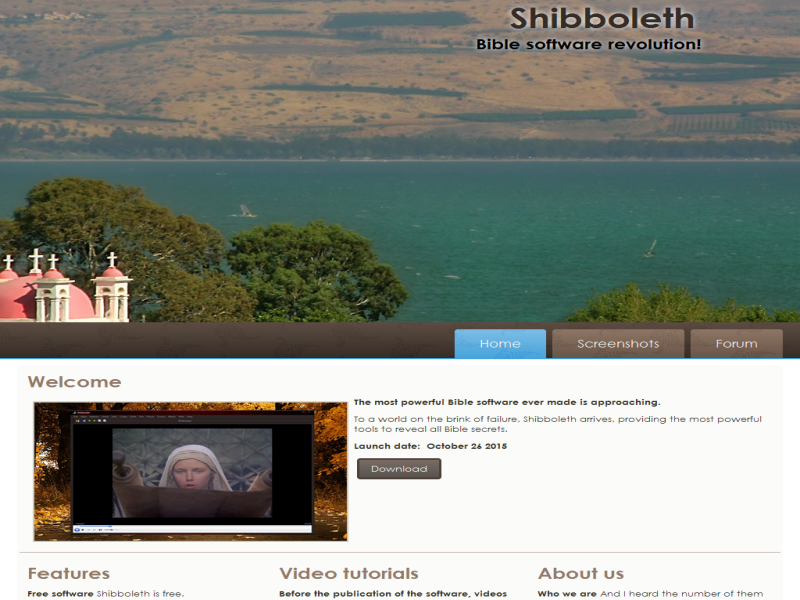 Shibboleth
Bible software revolution!
Home
Screenshots
Forum
Welcome
The most powerful Bible software ever made is approaching.
To a world on the brink of failure, Shibboleth arrives, providing the most powerful
tools to reveal all Bible secrets.
Launch date: October 26 2015
Download
Features
Free software Shibboleth is free.
Video tutorials
Before the publication of the software, videos
About us
Who we are And I heard the number of them